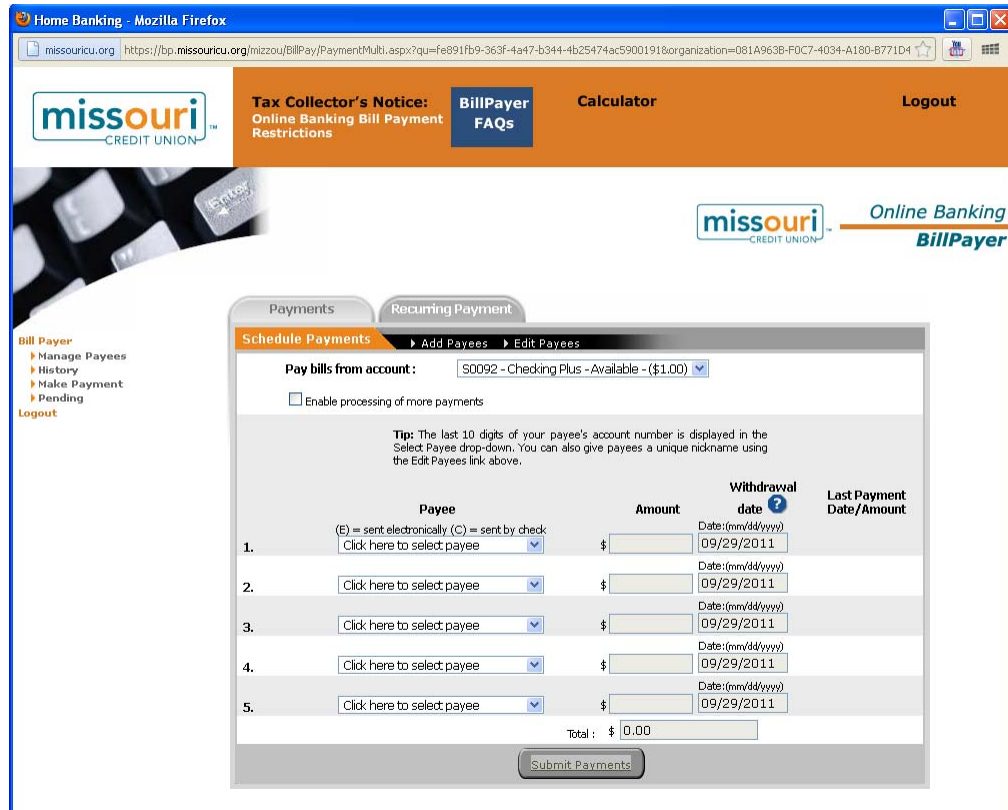 Home Banking - Mozilla Firefox
missouricu.org https://bp.missouricu.org/mizzou/BillPay/PaymentMulti.aspx?qu=fe891fb9-363f-4a47-b344-4b25474ac5900191&organization=081A963B-F0C7-4034-A180-B771D4
missouri™
CREDIT UNION
Tax Collector's Notice:
Online Banking Bill Payment
Restrictions
BillPayer
FAQs
Calculator
Logout
Enter
missouri™
CREDIT UNION
Online Banking
BillPayer
Payments
Recurring Payment
Bill Payer
Manage Payees
History
Make Payment
Pending
Logout
Schedule Payments Add Payees Edit Payees
Pay bills from account : S0092 - Checking Plus - Available - ($1.00)
Enable processing of more payments
Tip: The last 10 digits of your payee's account number is displayed in the
Select Payee drop-down. You can also give payees a unique nickname using
the Edit Payees link above.
Payee
Amount
Withdrawal
date ?
Last Payment
Date/Amount
(E) = sent electronically (C) = sent by check
Date:(mm/dd/yyyy)
1. Click here to select payee $ 09/29/2011
Date:(mm/dd/yyyy)
2. Click here to select payee $ 09/29/2011
Date:(mm/dd/yyyy)
3. Click here to select payee $ 09/29/2011
Date:(mm/dd/yyyy)
4. Click here to select payee $ 09/29/2011
Date:(mm/dd/yyyy)
5. Click here to select payee $ 09/29/2011
Total : $ 0.00
Submit Payments